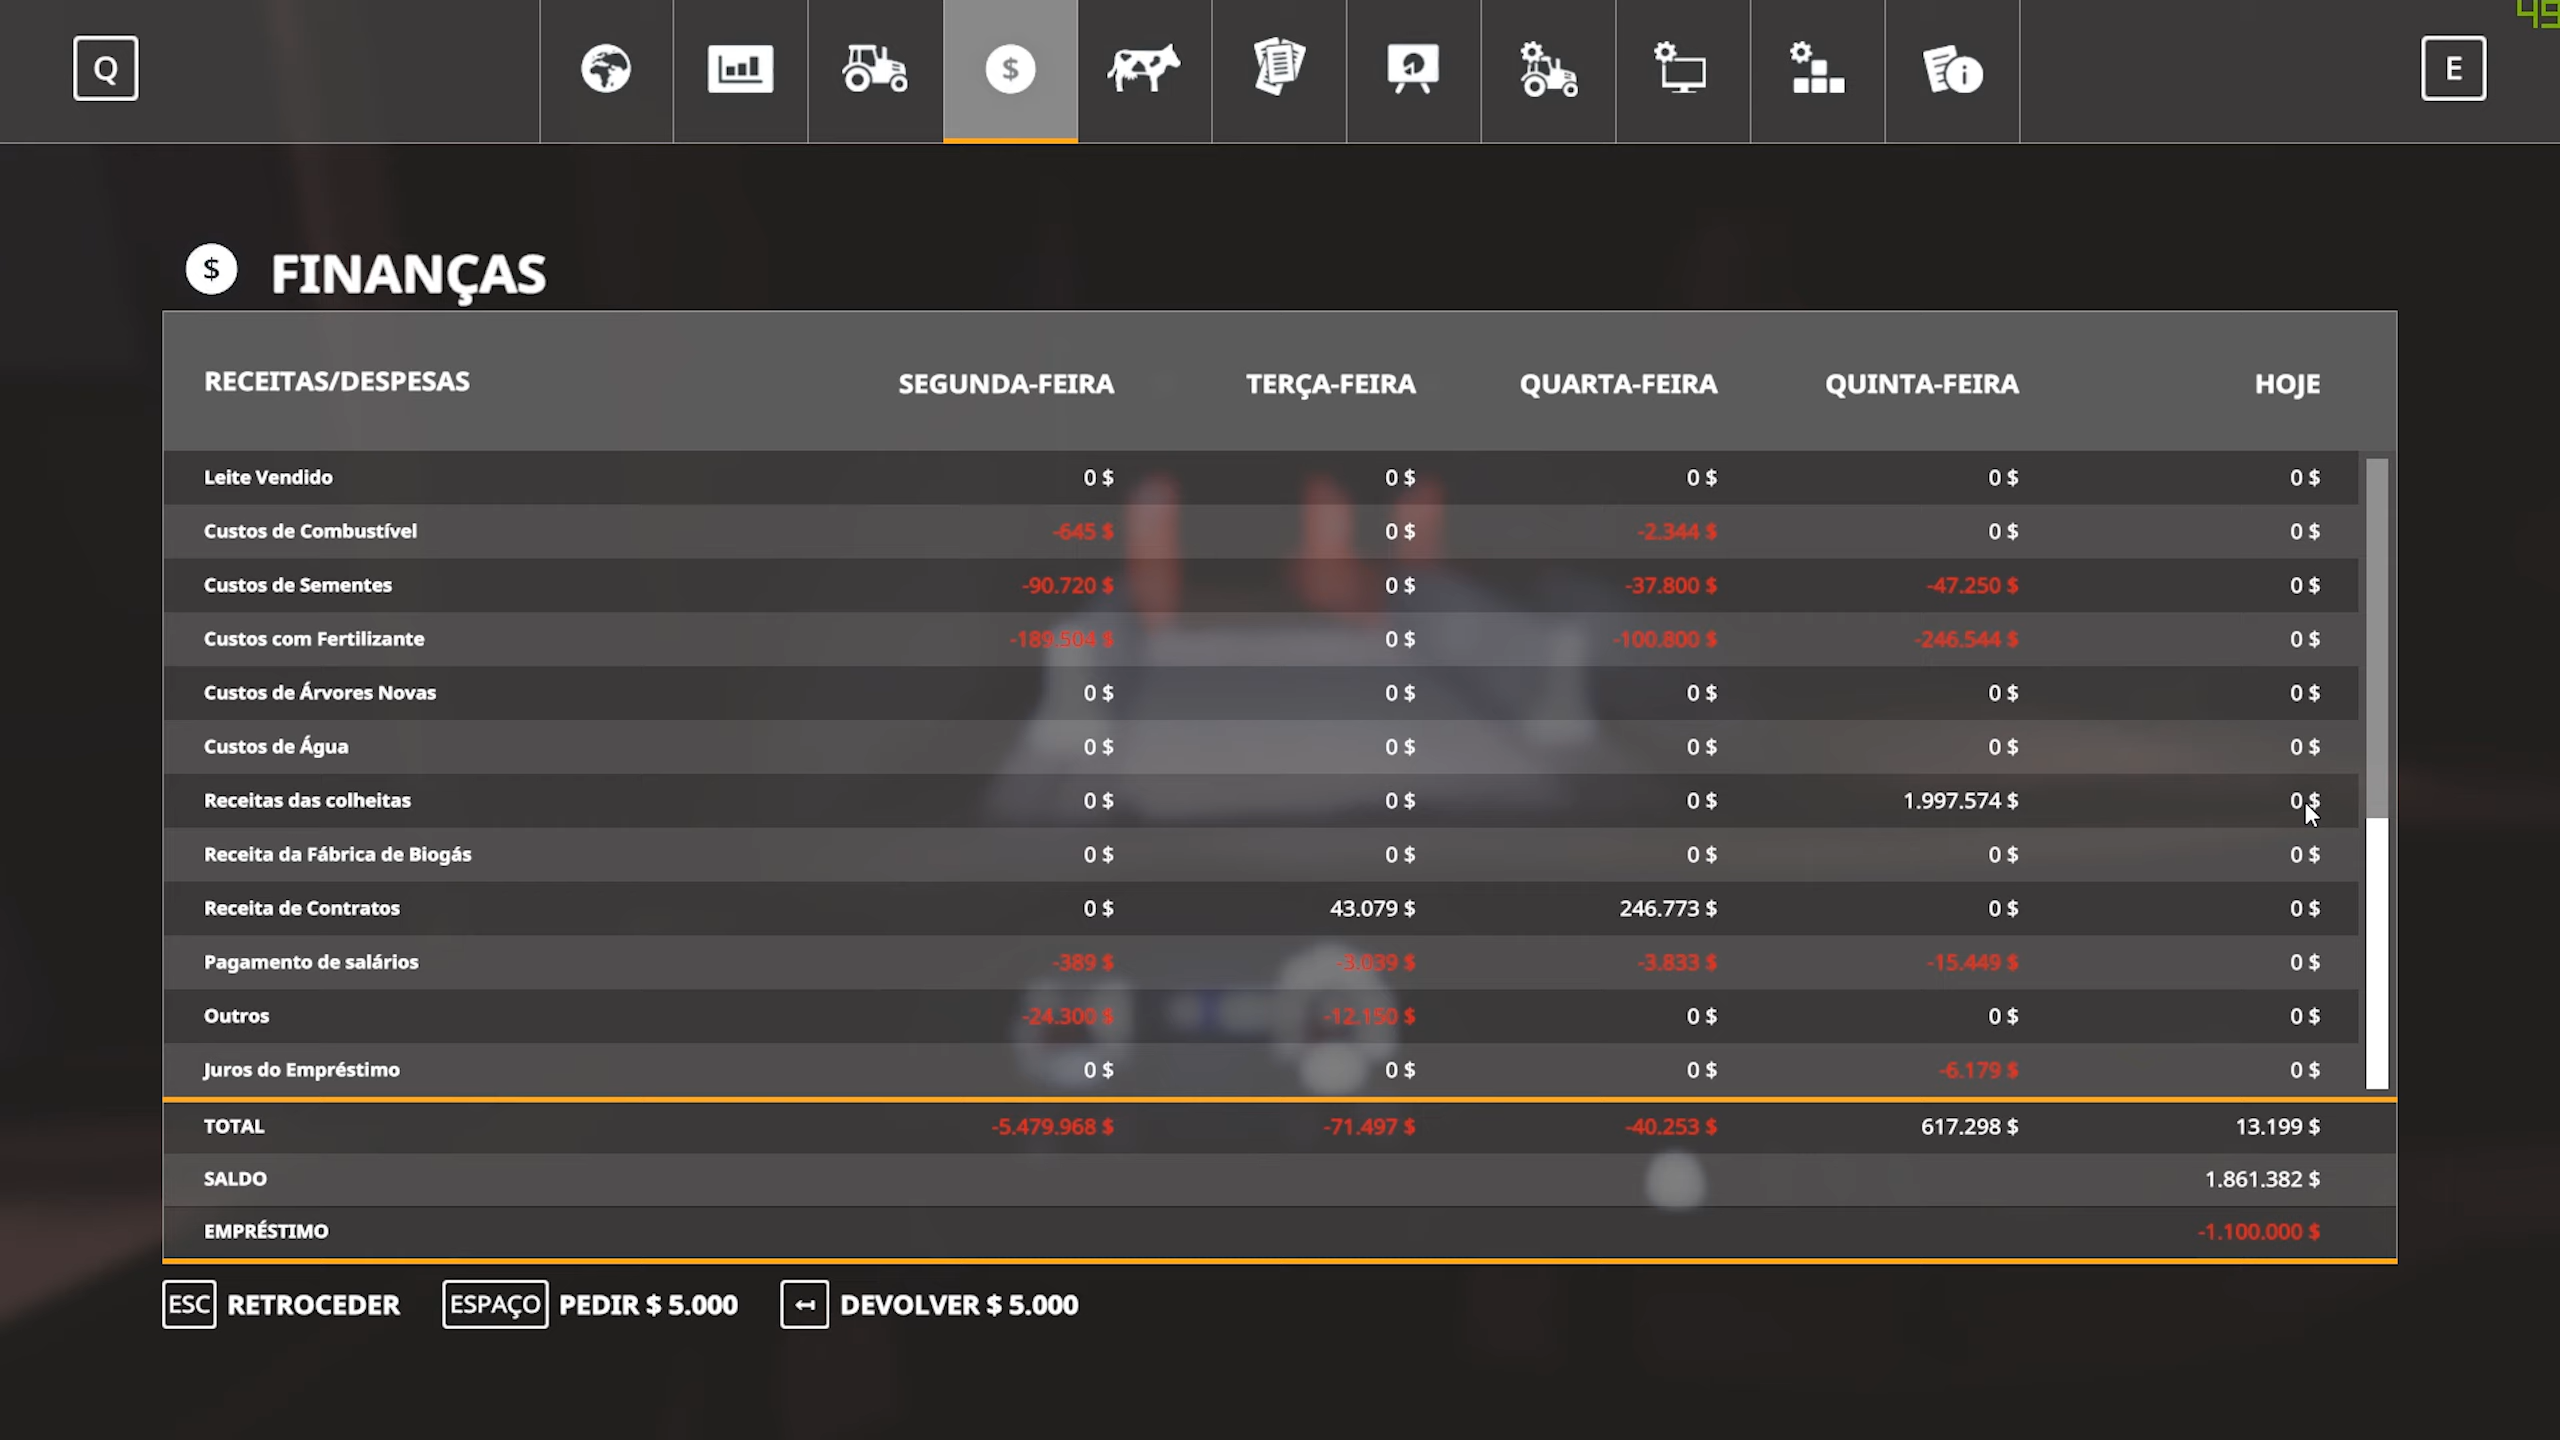 49
Q
$
E
$ FINANÇAS
RECEITAS/DESPESAS SEGUNDA-FEIRA TERÇA-FEIRA QUARTA-FEIRA QUINTA-FEIRA HOJE
Leite Vendido 0 $ 0 $ 0 $ 0 $ 0 $
Custos de Combustível -645 $ 0 $ -2.344 $ 0 $ 0 $
Custos de Sementes -90.720 $ 0 $ -37.800 $ -47.250 $ 0 $
Custos com Fertilizante -189.504 $ 0 $ -100.800 $ -246.544 $ 0 $
Custos de Árvores Novas 0 $ 0 $ 0 $ 0 $ 0 $
Custos de Água 0 $ 0 $ 0 $ 0 $ 0 $
Receitas das colheitas 0 $ 0 $ 0 $ 1.997.574 $ 0 $
Receita da Fábrica de Biogás 0 $ 0 $ 0 $ 0 $ 0 $
Receita de Contratos 0 $ 43.079 $ 246.773 $ 0 $ 0 $
Pagamento de salários -389 $ -3.039 $ -3.833 $ -15.449 $ 0 $
Outros -24.300 $ -12.150 $ 0 $ 0 $ 0 $
Juros do Empréstimo 0 $ 0 $ 0 $ -6.179 $ 0 $
TOTAL -5.479.968 $ -71.497 $ -40.253 $ 617.298 $ 13.199 $
SALDO 1.861.382 $
EMPRÉSTIMO -1.100.000 $
ESC RETROCEDER ESPAÇO PEDIR $ 5.000 DEVOLVER $ 5.000